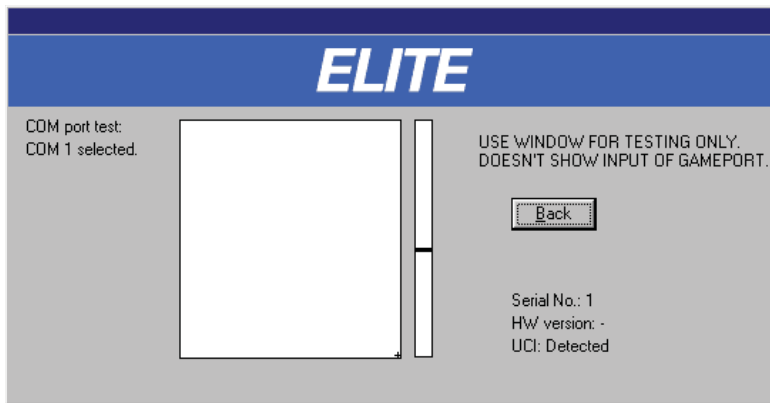 ELITE
COM port test:
COM 1 selected.
USE WINDOW FOR TESTING ONLY.
DOESN'T SHOW INPUT OF GAMEPORT.
Back
Serial No.: 1
HW version: -
UCI: Detected